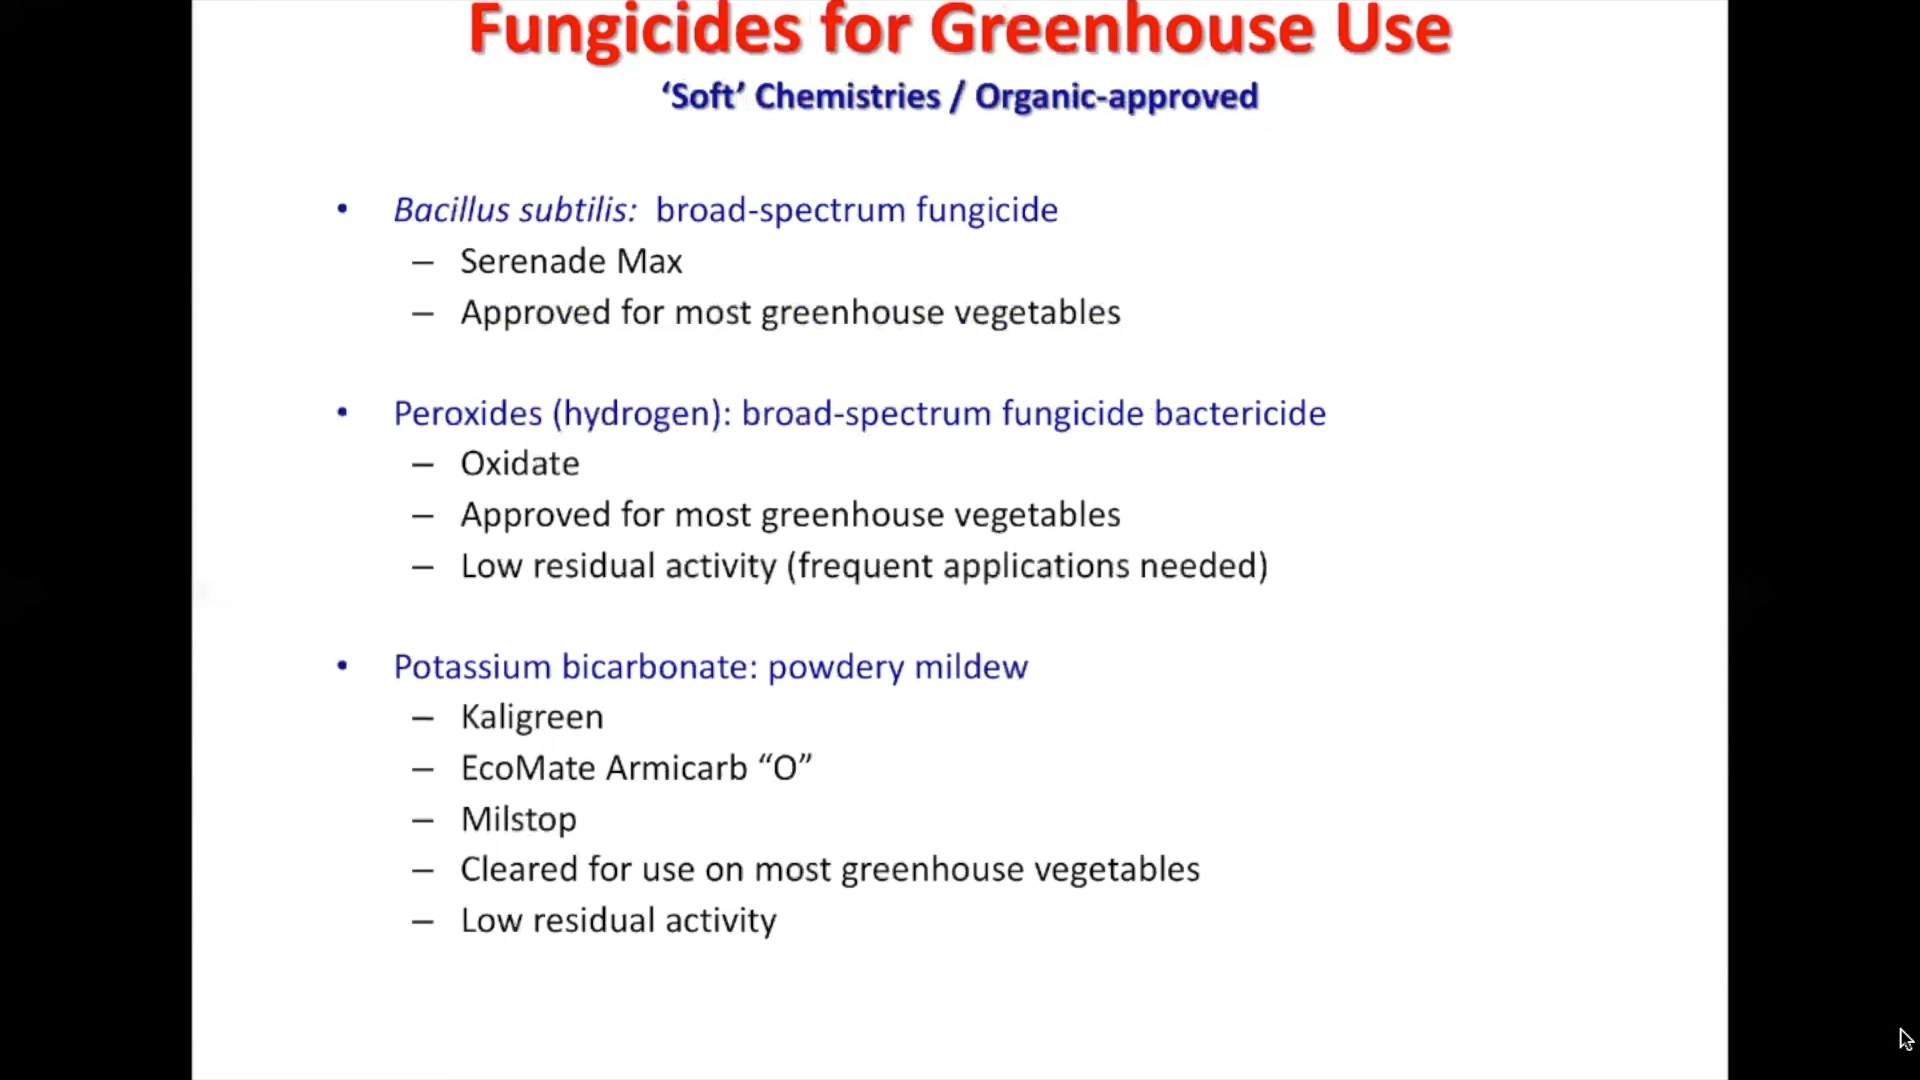 Fungicides for Greenhouse Use
‘Soft’ Chemistries / Organic-approved
• Bacillus subtilis: broad-spectrum fungicide
– Serenade Max
– Approved for most greenhouse vegetables
• Peroxides (hydrogen): broad-spectrum fungicide bactericide
– Oxidate
– Approved for most greenhouse vegetables
– Low residual activity (frequent applications needed)
• Potassium bicarbonate: powdery mildew
– Kaligreen
– EcoMate Armicarb “O”
– Milstop
– Cleared for use on most greenhouse vegetables
– Low residual activity